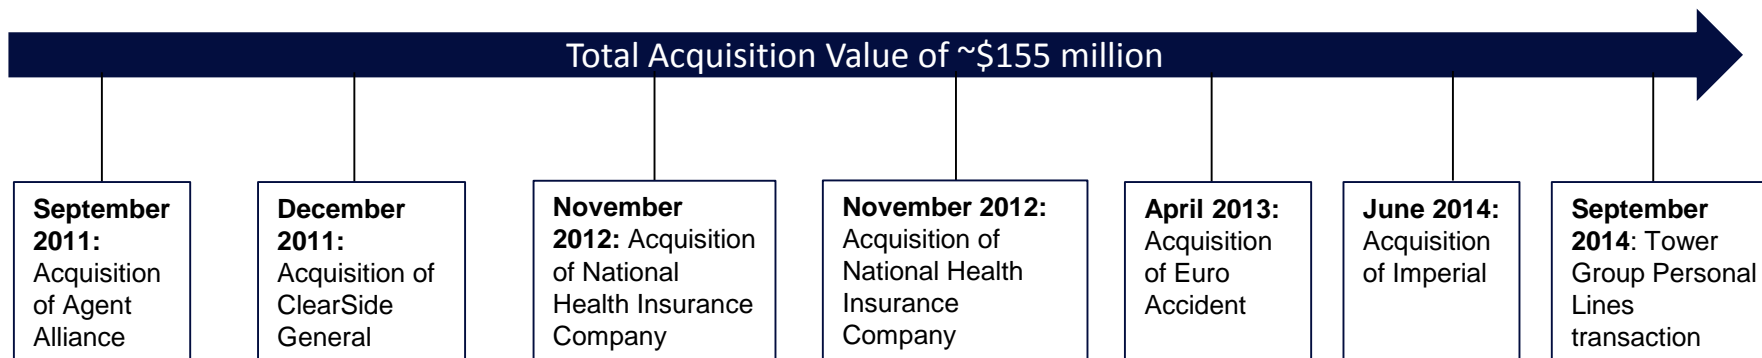 Total Acquisition Value of ~$155 million
September
2011:
Acquisition
of Agent
Alliance
December
2011:
Acquisition of
ClearSide
General
November
2012: Acquisition
of National
Health Insurance
Company
November 2012:
Acquisition of
National Health
Insurance
Company
April 2013:
Acquisition
of Euro
Accident
June 2014:
Acquisition
of Imperial
September
2014: Tower
Group Personal
Lines
transaction